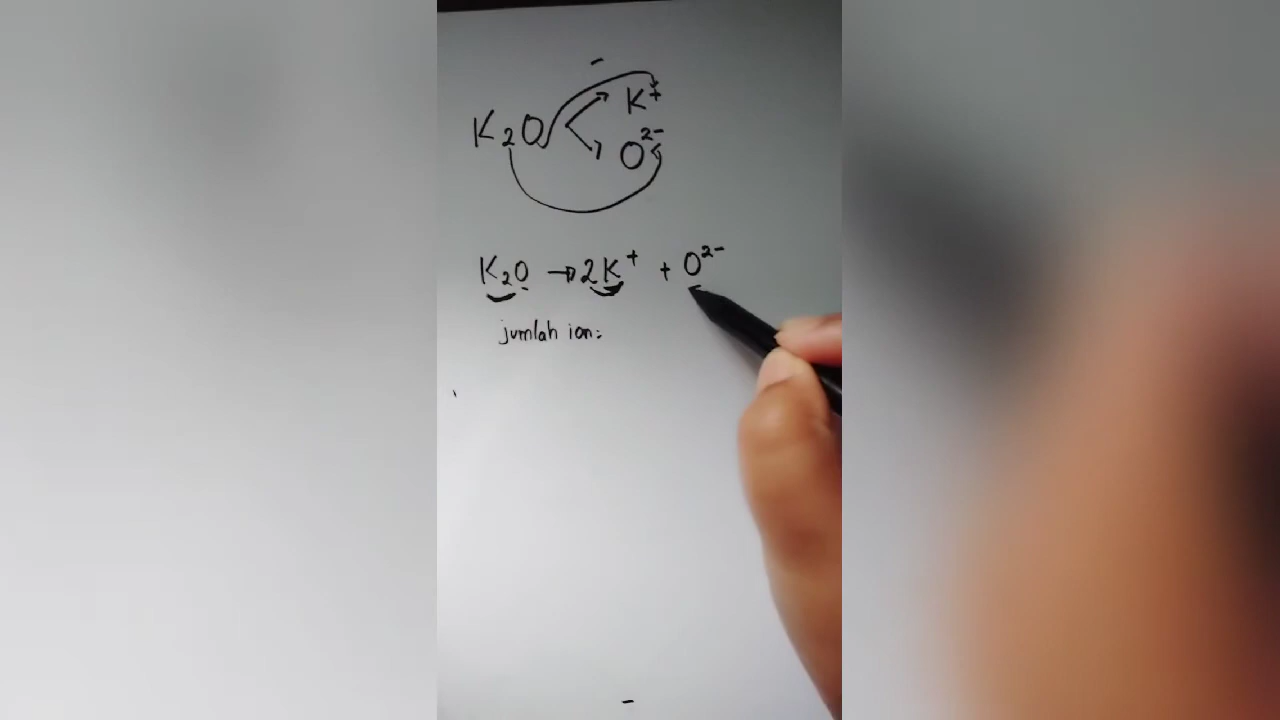 K⁺
K₂O
O²⁻
K₂O → 2K⁺ + O²⁻
jumlah ion: